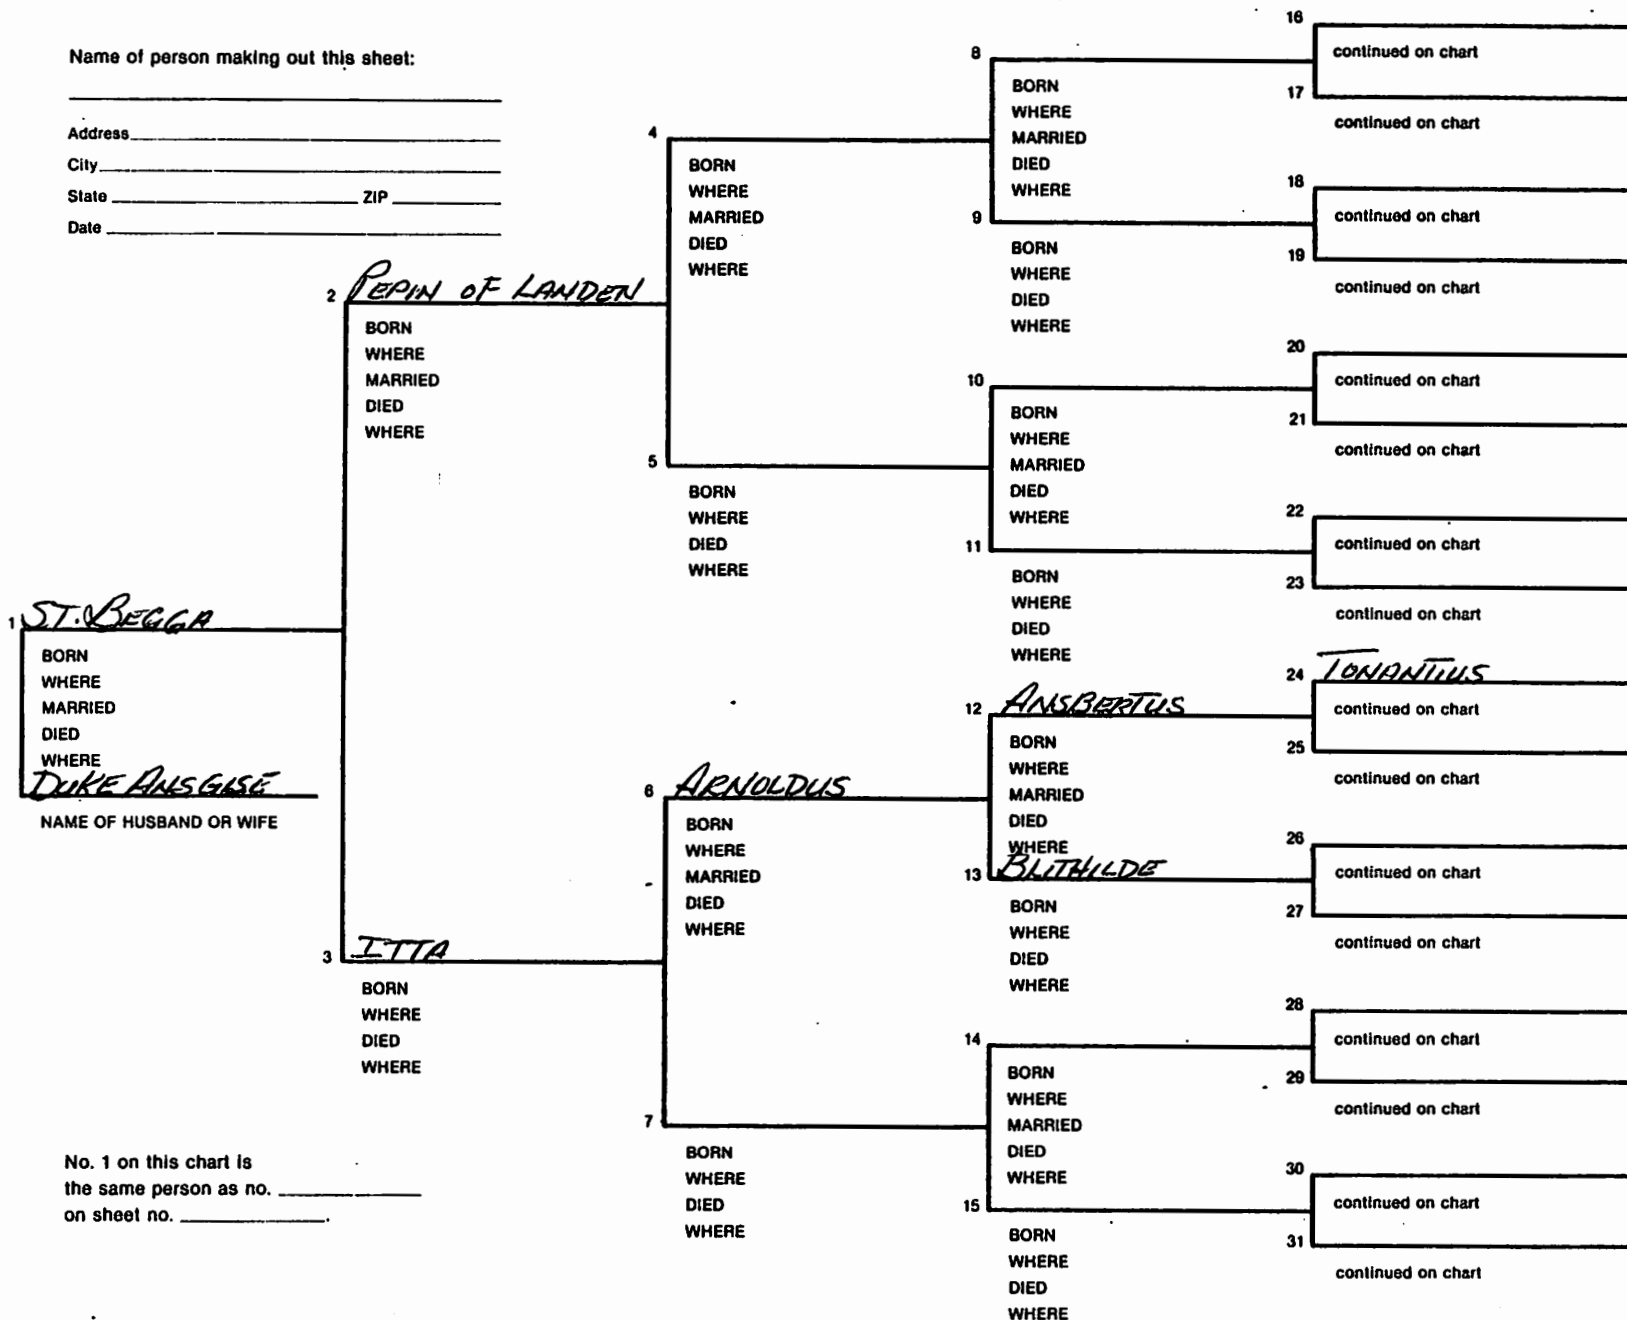 Name of person making out this sheet:
Address
City
State ZIP
Date
1 ST. BEGGA
BORN
WHERE
MARRIED
DIED
WHERE
DUKE ANSGISE
NAME OF HUSBAND OR WIFE
2 PEPIN OF LANDEN
BORN
WHERE
MARRIED
DIED
WHERE
3 ITTA
BORN
WHERE
DIED
WHERE
No. 1 on this chart is
the same person as no.
on sheet no. .
4
BORN
WHERE
MARRIED
DIED
WHERE
5
BORN
WHERE
DIED
WHERE
6 ARNOLDUS
BORN
WHERE
MARRIED
DIED
WHERE
7
BORN
WHERE
DIED
WHERE
8
BORN
WHERE
MARRIED
DIED
WHERE
9
BORN
WHERE
DIED
WHERE
10
BORN
WHERE
MARRIED
DIED
WHERE
11
BORN
WHERE
DIED
WHERE
12 ANSBERTUS
BORN
WHERE
MARRIED
DIED
WHERE
13 BLITHILDE
BORN
WHERE
DIED
WHERE
14
BORN
WHERE
MARRIED
DIED
WHERE
15
BORN
WHERE
DIED
WHERE
16
continued on chart
17
continued on chart
18
continued on chart
19
continued on chart
20
continued on chart
21
continued on chart
22
continued on chart
23
continued on chart
24 TONANTIUS
continued on chart
25
continued on chart
26
continued on chart
27
continued on chart
28
continued on chart
29
continued on chart
30
continued on chart
31
continued on chart